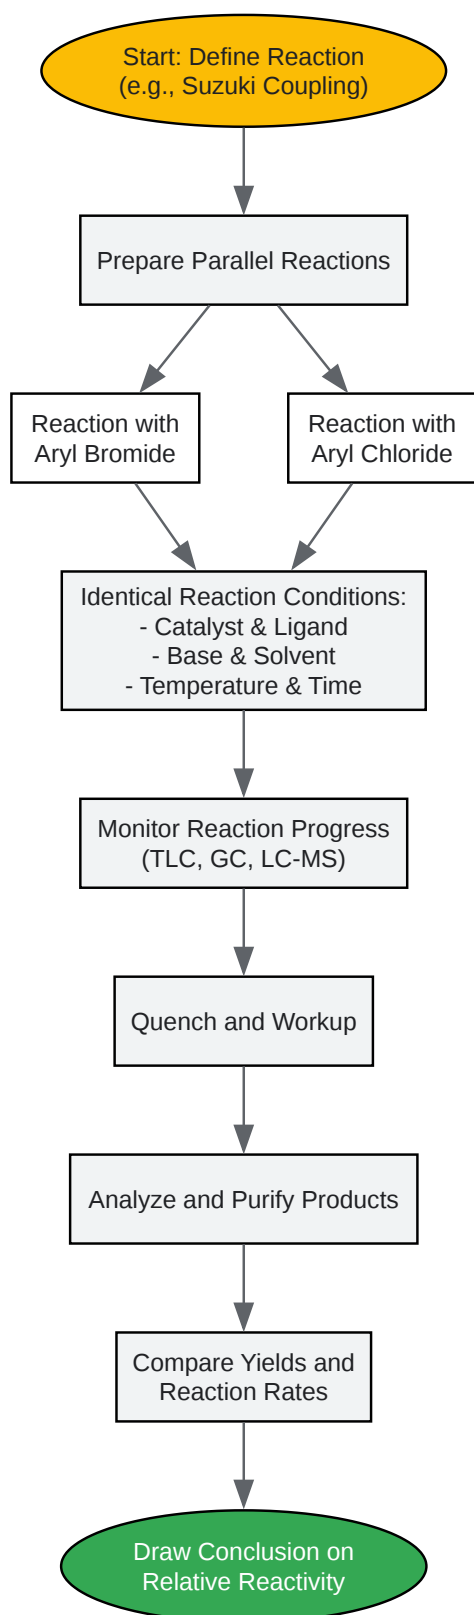 Start: Define Reaction
(e.g., Suzuki Coupling)
Prepare Parallel Reactions
Reaction with
Aryl Bromide
Reaction with
Aryl Chloride
Identical Reaction Conditions:
- Catalyst & Ligand
- Base & Solvent
- Temperature & Time
Monitor Reaction Progress
(TLC, GC, LC-MS)
Quench and Workup
Analyze and Purify Products
Compare Yields and
Reaction Rates
Draw Conclusion on
Relative Reactivity